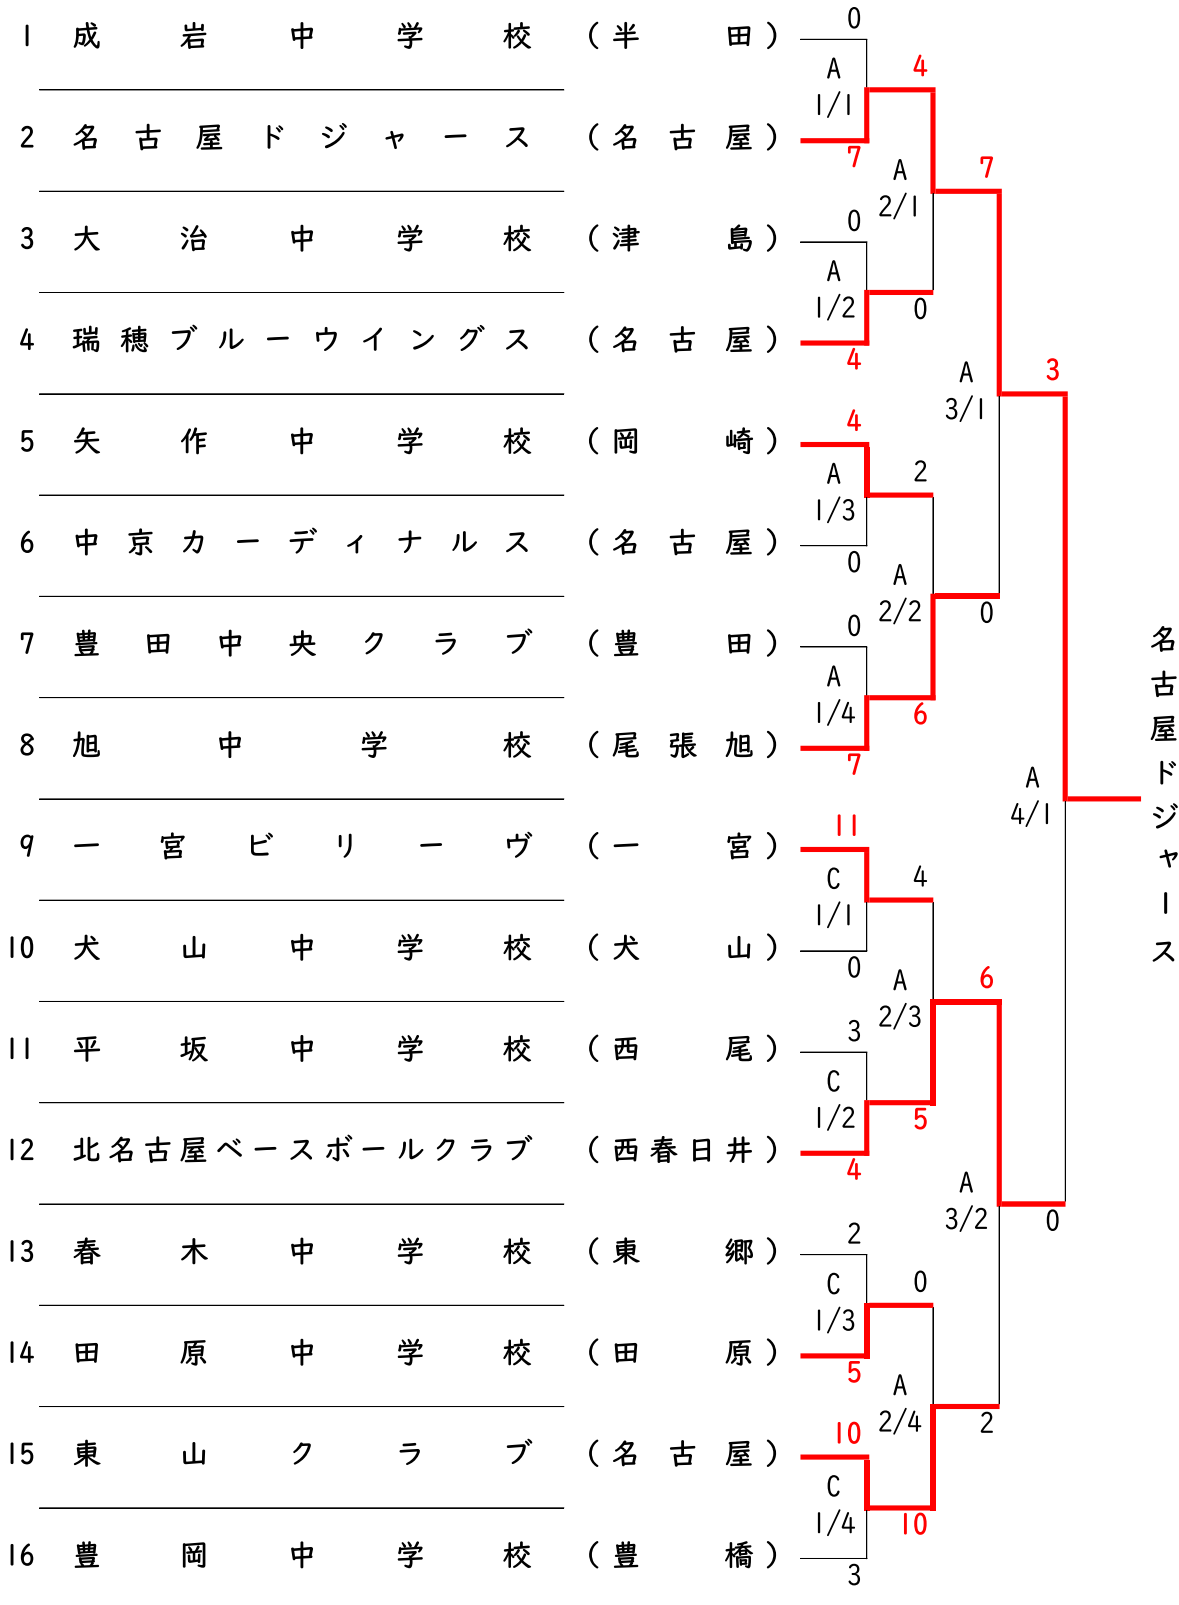 1 成岩中学校 (半田)
2 名古屋ドジャース (名古屋)
3 大治中学校 (津島)
4 瑞穂ブルーウイングス (名古屋)
5 矢作中学校 (岡崎)
6 中京カーディナルス (名古屋)
7 豊田中央クラブ (豊田)
8 旭中学校 (尾張旭)
9 一宮ビリーヴ (一宮)
10 犬山中学校 (犬山)
11 平坂中学校 (西尾)
12 北名古屋ベースボールクラブ (西春日井)
13 春木中学校 (東郷)
14 田原中学校 (田原)
15 東山クラブ (名古屋)
16 豊岡中学校 (豊橋)
0
A
1/1
7
0
A
1/2
4
4
A
1/3
0
0
A
1/4
7
11
C
1/1
0
3
C
1/2
4
2
C
1/3
5
10
C
1/4
3
4
A
2/1
0
2
A
2/2
6
4
A
2/3
5
0
A
2/4
10
7
A
3/1
0
6
A
3/2
2
3
A
4/1
0
名古屋ドジャース